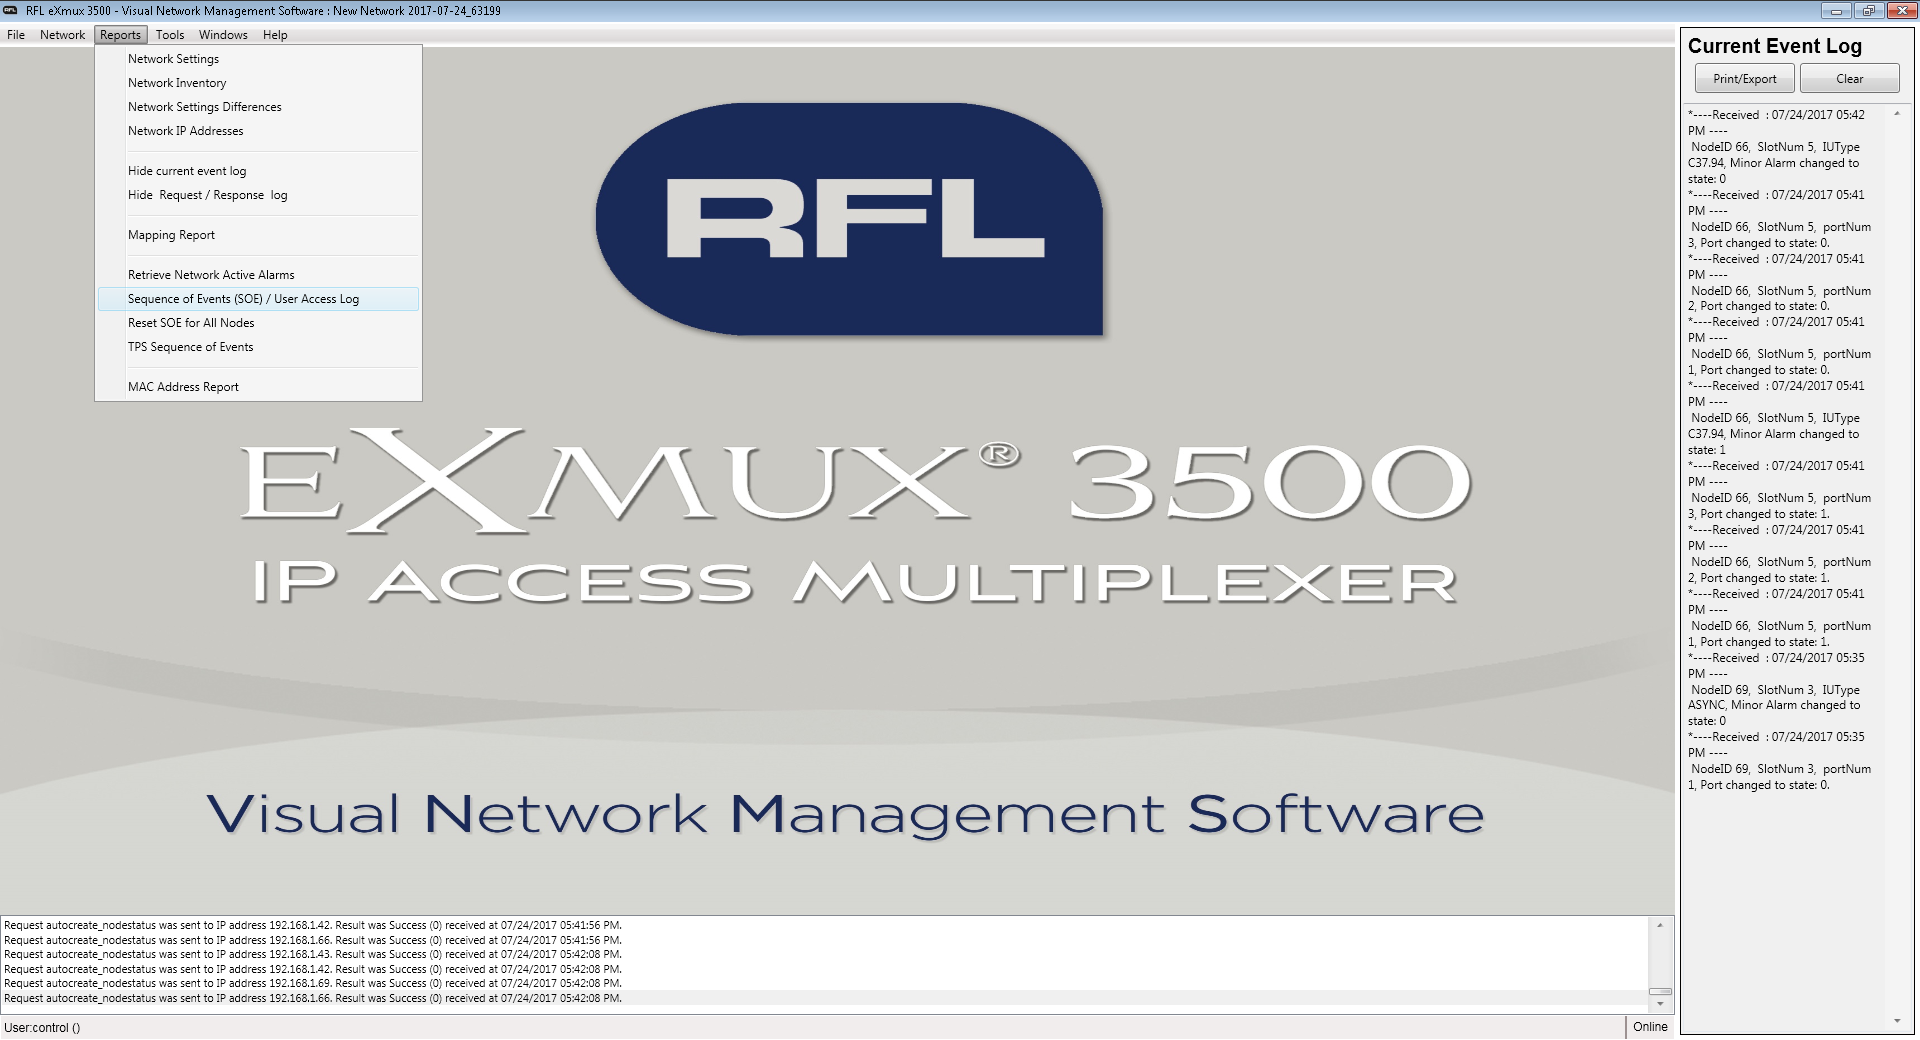 RFL eXmux 3500 - Visual Network Management Software : New Network 2017-07-24_63199
File Network Reports Tools Windows Help
Network Settings
Network Inventory
Network Settings Differences
Network IP Addresses
Hide current event log
Hide  Request / Response  log
Mapping Report
Retrieve Network Active Alarms
Sequence of Events (SOE) / User Access Log
Reset SOE for All Nodes
TPS Sequence of Events
MAC Address Report
RFL
eXmux® 3500
IP Access Multiplexer
Visual Network Management Software
Request autocreate_nodestatus was sent to IP address 192.168.1.42. Result was Success (0) received at 07/24/2017 05:41:56 PM.
Request autocreate_nodestatus was sent to IP address 192.168.1.66. Result was Success (0) received at 07/24/2017 05:41:56 PM.
Request autocreate_nodestatus was sent to IP address 192.168.1.43. Result was Success (0) received at 07/24/2017 05:42:08 PM.
Request autocreate_nodestatus was sent to IP address 192.168.1.42. Result was Success (0) received at 07/24/2017 05:42:08 PM.
Request autocreate_nodestatus was sent to IP address 192.168.1.69. Result was Success (0) received at 07/24/2017 05:42:08 PM.
Request autocreate_nodestatus was sent to IP address 192.168.1.66. Result was Success (0) received at 07/24/2017 05:42:08 PM.
User:control ()
Online
Current Event Log
Print/Export Clear
*----Received  : 07/24/2017 05:42
PM ----
NodeID 66,  SlotNum 5,  IUType
C37.94, Minor Alarm changed to
state: 0
*----Received  : 07/24/2017 05:41
PM ----
NodeID 66,  SlotNum 5,  portNum
3, Port changed to state: 0.
*----Received  : 07/24/2017 05:41
PM ----
NodeID 66,  SlotNum 5,  portNum
2, Port changed to state: 0.
*----Received  : 07/24/2017 05:41
PM ----
NodeID 66,  SlotNum 5,  portNum
1, Port changed to state: 0.
*----Received  : 07/24/2017 05:41
PM ----
NodeID 66,  SlotNum 5,  IUType
C37.94, Minor Alarm changed to
state: 1
*----Received  : 07/24/2017 05:41
PM ----
NodeID 66,  SlotNum 5,  portNum
3, Port changed to state: 1.
*----Received  : 07/24/2017 05:41
PM ----
NodeID 66,  SlotNum 5,  portNum
2, Port changed to state: 1.
*----Received  : 07/24/2017 05:41
PM ----
NodeID 66,  SlotNum 5,  portNum
1, Port changed to state: 1.
*----Received  : 07/24/2017 05:35
PM ----
NodeID 69,  SlotNum 3,  IUType
ASYNC, Minor Alarm changed to
state: 0
*----Received  : 07/24/2017 05:35
PM ----
NodeID 69,  SlotNum 3,  portNum
1, Port changed to state: 0.